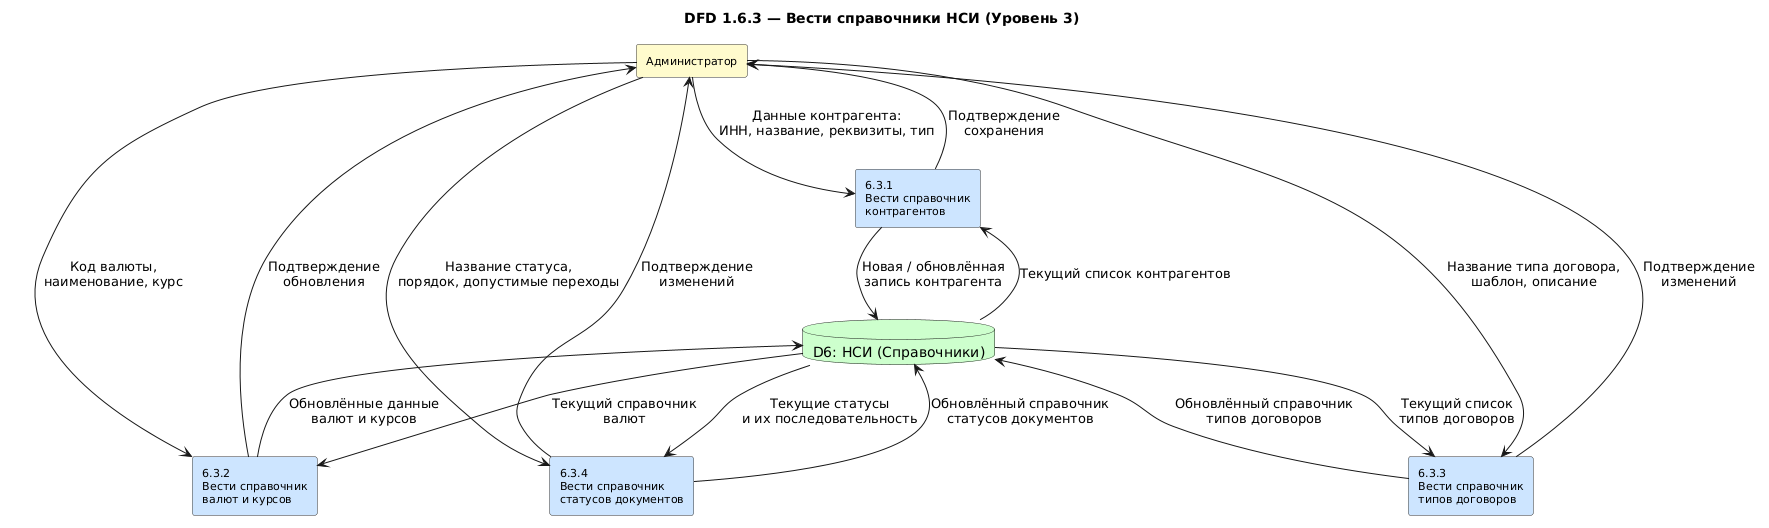 DFD 1.6.3 — Вести справочники НСИ (Уровень 3)
Администратор
Данные контрагента:
ИНН, название, реквизиты, тип
Подтверждение
сохранения
6.3.1
Вести справочник
контрагентов
Код валюты,
наименование, курс
Подтверждение
обновления
Название статуса,
порядок, допустимые переходы
Подтверждение
изменений
Новая / обновлённая
запись контрагента
Текущий список контрагентов
Название типа договора,
шаблон, описание
Подтверждение
изменений
D6: НСИ (Справочники)
Обновлённые данные
валют и курсов
Текущий справочник
валют
Текущие статусы
и их последовательность
Обновлённый справочник
статусов документов
Обновлённый справочник
типов договоров
Текущий список
типов договоров
6.3.2
Вести справочник
валют и курсов
6.3.4
Вести справочник
статусов документов
6.3.3
Вести справочник
типов договоров